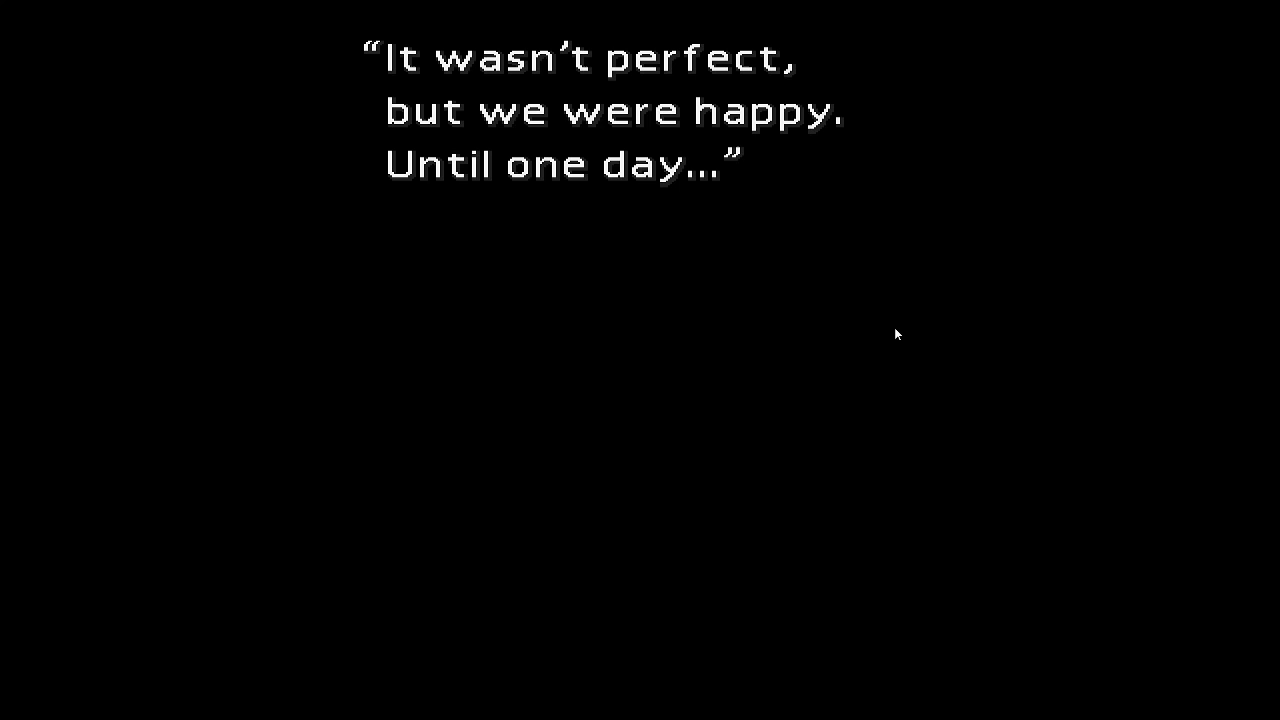 “It wasn’t perfect,
but we were happy.
Until one day...”